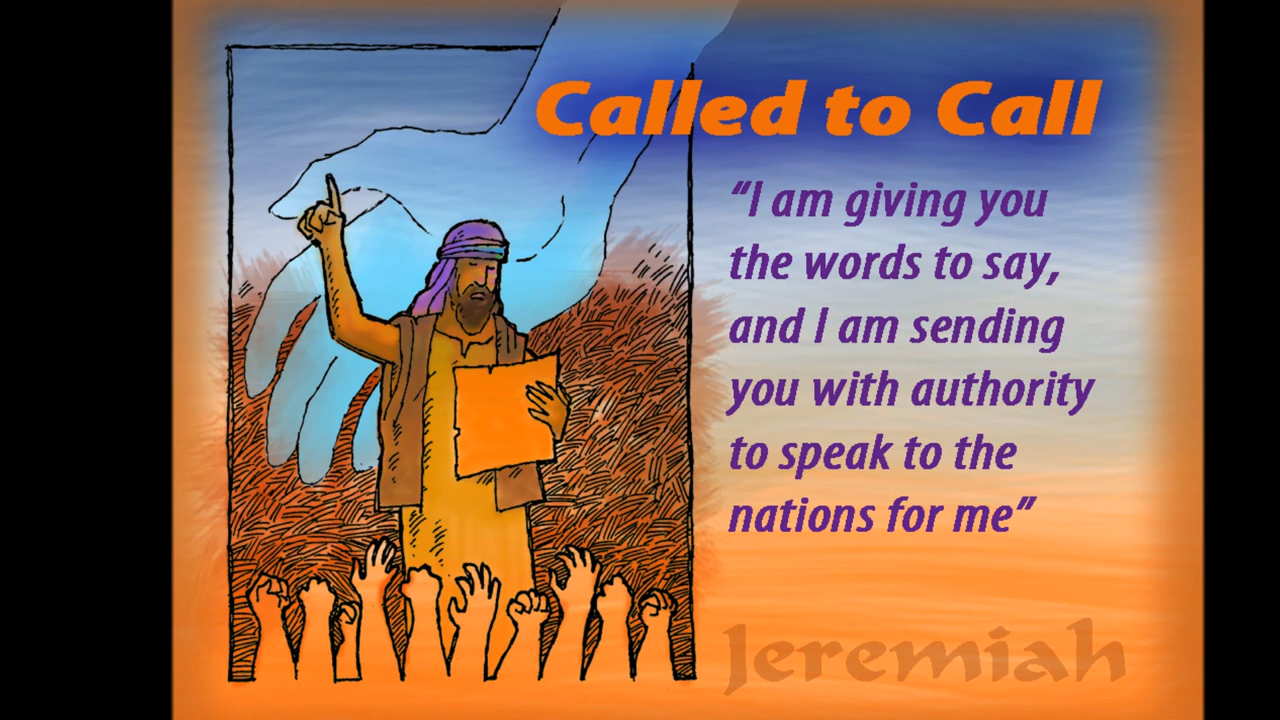 Called to Call
“I am giving you
the words to say,
and I am sending
you with authority
to speak to the
nations for me”
Jeremiah